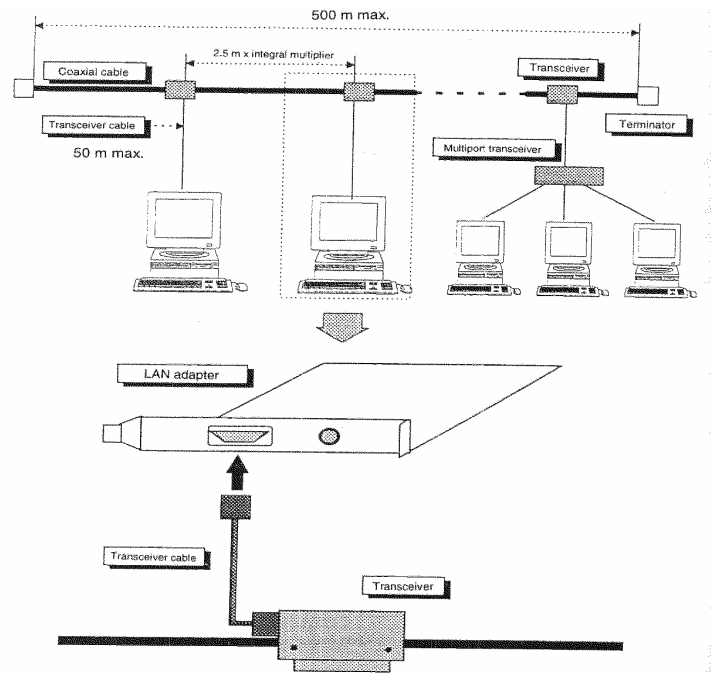 500 m max.
2.5 m x integral multiplier
Coaxial cable
Transceiver
Transceiver cable
Terminator
50 m max.
Multiport transceiver
LAN adapter
Transceiver cable
Transceiver